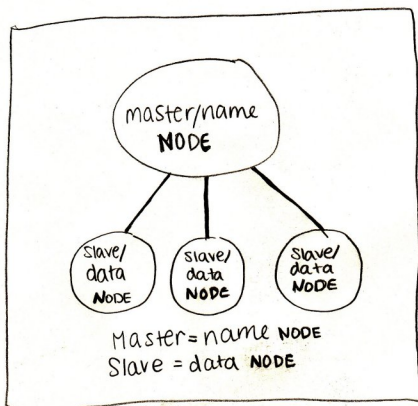 master/name
NODE
slave/
data
NODE
slave/
data
NODE
slave/
data
NODE
Master=name NODE
Slave = data NODE